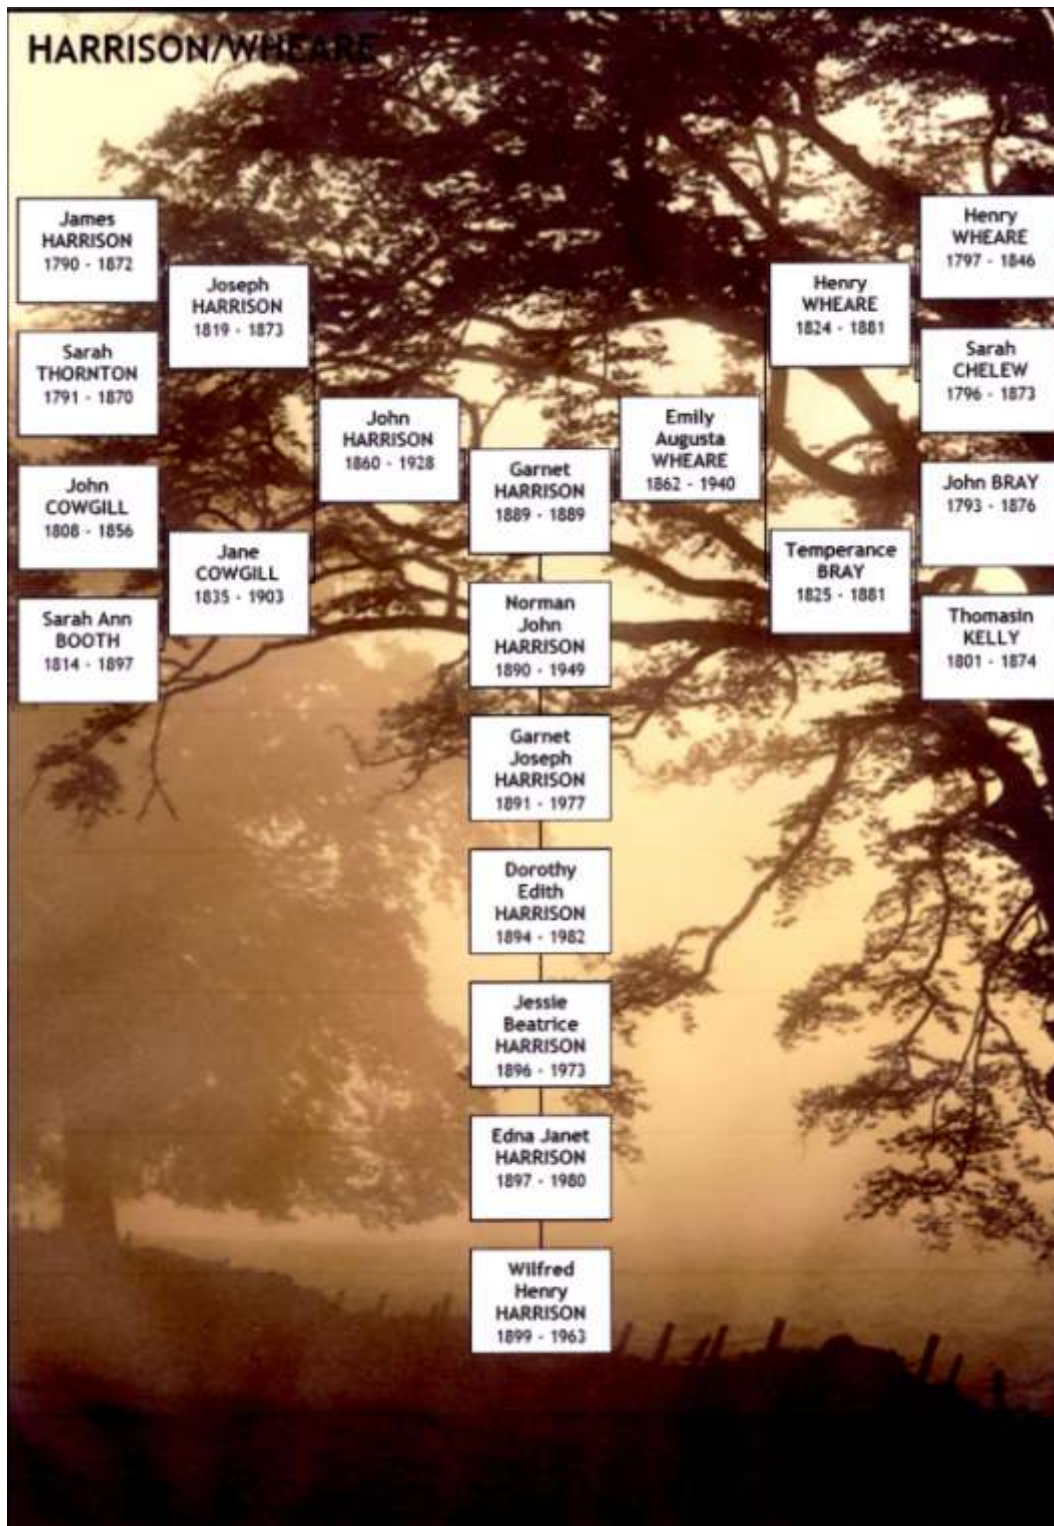 HARRISON/WHEARE
James
HARRISON
1790 - 1872
Sarah
THORNTON
1791 - 1870
John
COWGILL
1808 - 1856
Sarah Ann
BOOTH
1814 - 1897
Joseph
HARRISON
1819 - 1873
Jane
COWGILL
1835 - 1903
John
HARRISON
1860 - 1928
Garnet
HARRISON
1889 - 1889
Norman
John
HARRISON
1890 - 1949
Garnet
Joseph
HARRISON
1891 - 1977
Dorothy
Edith
HARRISON
1894 - 1982
Jessie
Beatrice
HARRISON
1896 - 1973
Edna Janet
HARRISON
1897 - 1980
Wilfred
Henry
HARRISON
1899 - 1963
Emily
Augusta
WHEARE
1862 - 1940
Henry
WHEARE
1824 - 1881
Temperance
BRAY
1825 - 1881
Henry
WHEARE
1797 - 1846
Sarah
CHELEW
1796 - 1873
John BRAY
1793 - 1876
Thomasin
KELLY
1801 - 1874